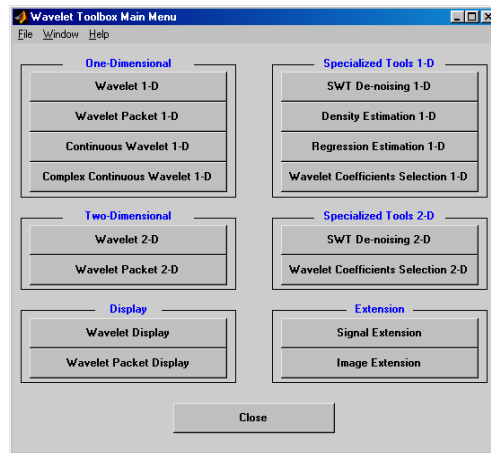 Wavelet Toolbox Main Menu
File Window Help
One-Dimensional
Wavelet 1-D
Wavelet Packet 1-D
Continuous Wavelet 1-D
Complex Continuous Wavelet 1-D
Specialized Tools 1-D
SWT De-noising 1-D
Density Estimation 1-D
Regression Estimation 1-D
Wavelet Coefficients Selection 1-D
Two-Dimensional
Wavelet 2-D
Wavelet Packet 2-D
Specialized Tools 2-D
SWT De-noising 2-D
Wavelet Coefficients Selection 2-D
Display
Wavelet Display
Wavelet Packet Display
Extension
Signal Extension
Image Extension
Close